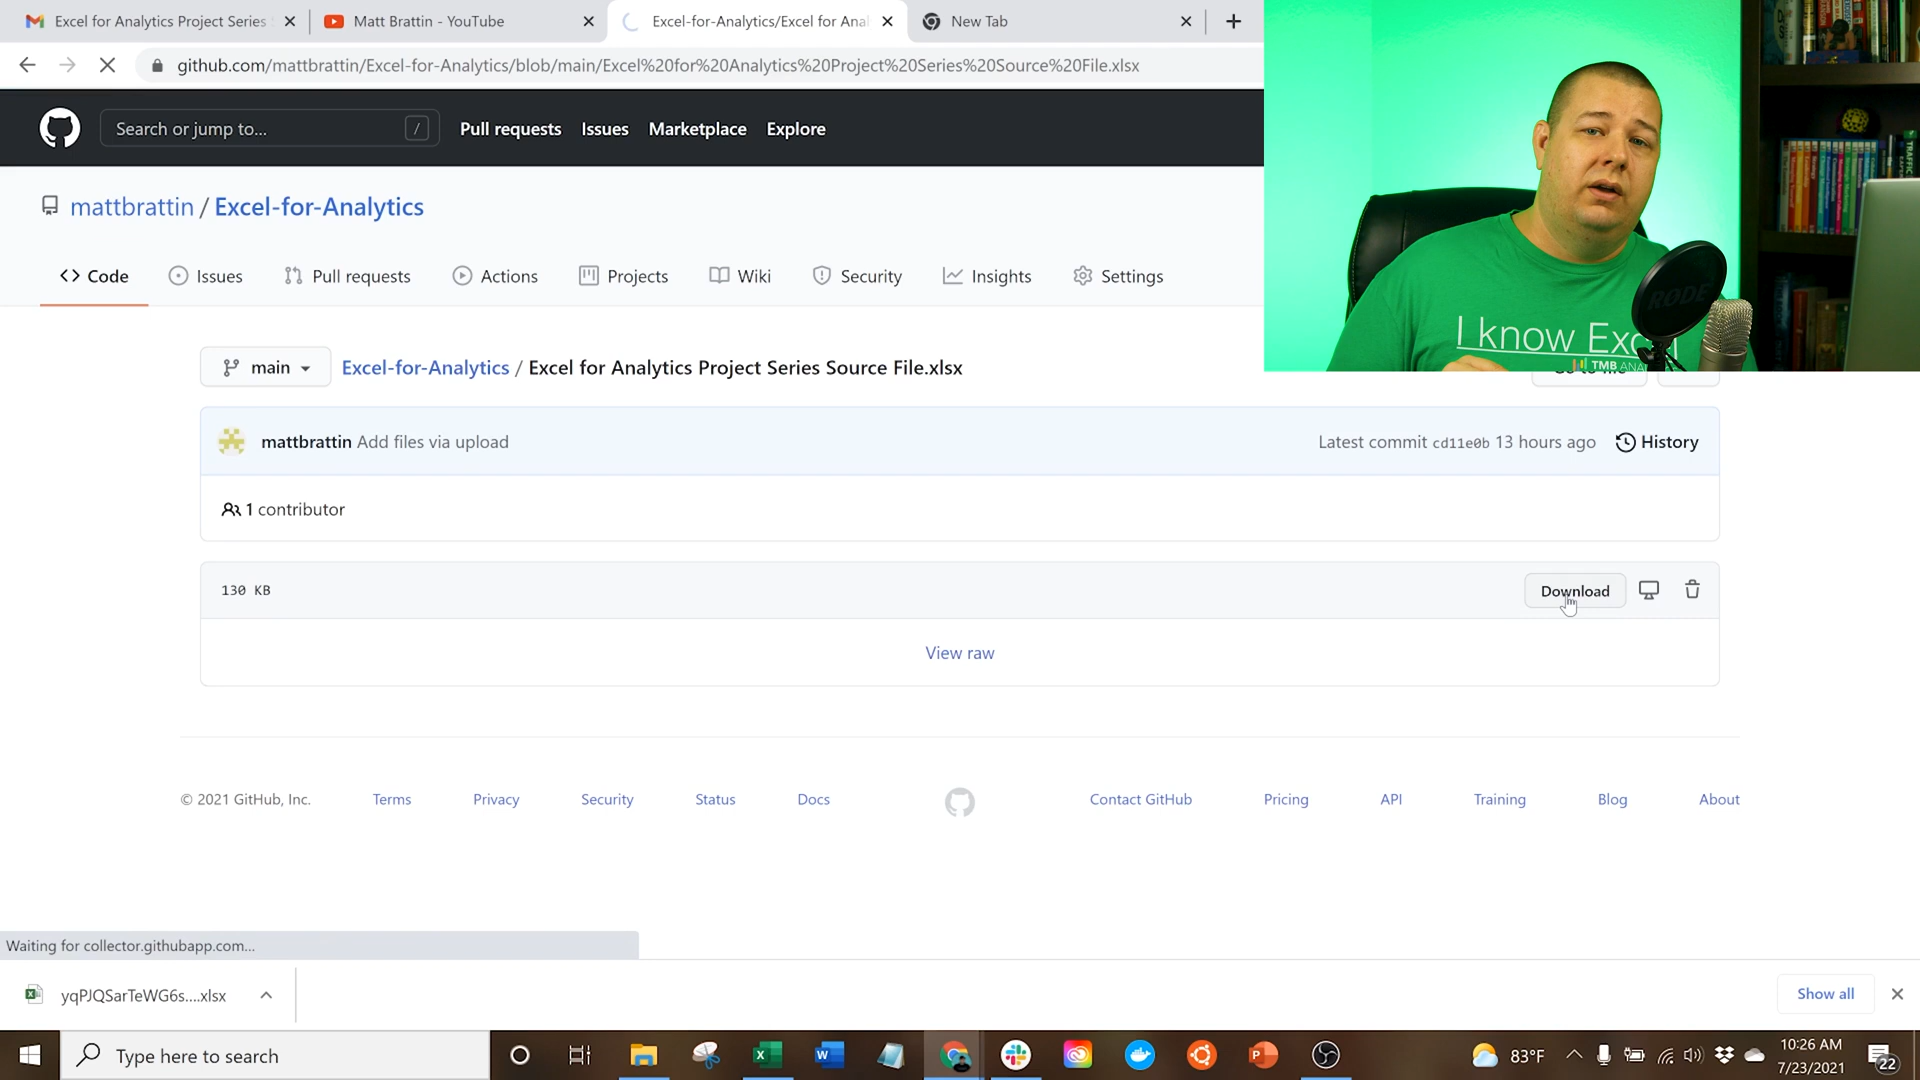 Excel for Analytics Project Series
Matt Brattin - YouTube
Excel-for-Analytics/Excel for Ana
New Tab
github.com/mattbrattin/Excel-for-Analytics/blob/main/Excel%20for%20Analytics%20Project%20Series%20Source%20File.xlsx
Search or jump to... /
Pull requests Issues Marketplace Explore
mattbrattin / Excel-for-Analytics
<> Code Issues Pull requests Actions Projects Wiki Security Insights Settings
main Excel-for-Analytics / Excel for Analytics Project Series Source File.xlsx
mattbrattin Add files via upload
Latest commit cd11e0b 13 hours ago History
1 contributor
130 KB
Download
View raw
© 2021 GitHub, Inc. Terms Privacy Security Status Docs Contact GitHub Pricing API Training Blog About
Waiting for collector.githubapp.com...
yqPJQSarTeWG6s....xlsx
Show all
Type here to search
83°F
10:26 AM
7/23/2021
22
I know Exc
TMB ANA
RODE